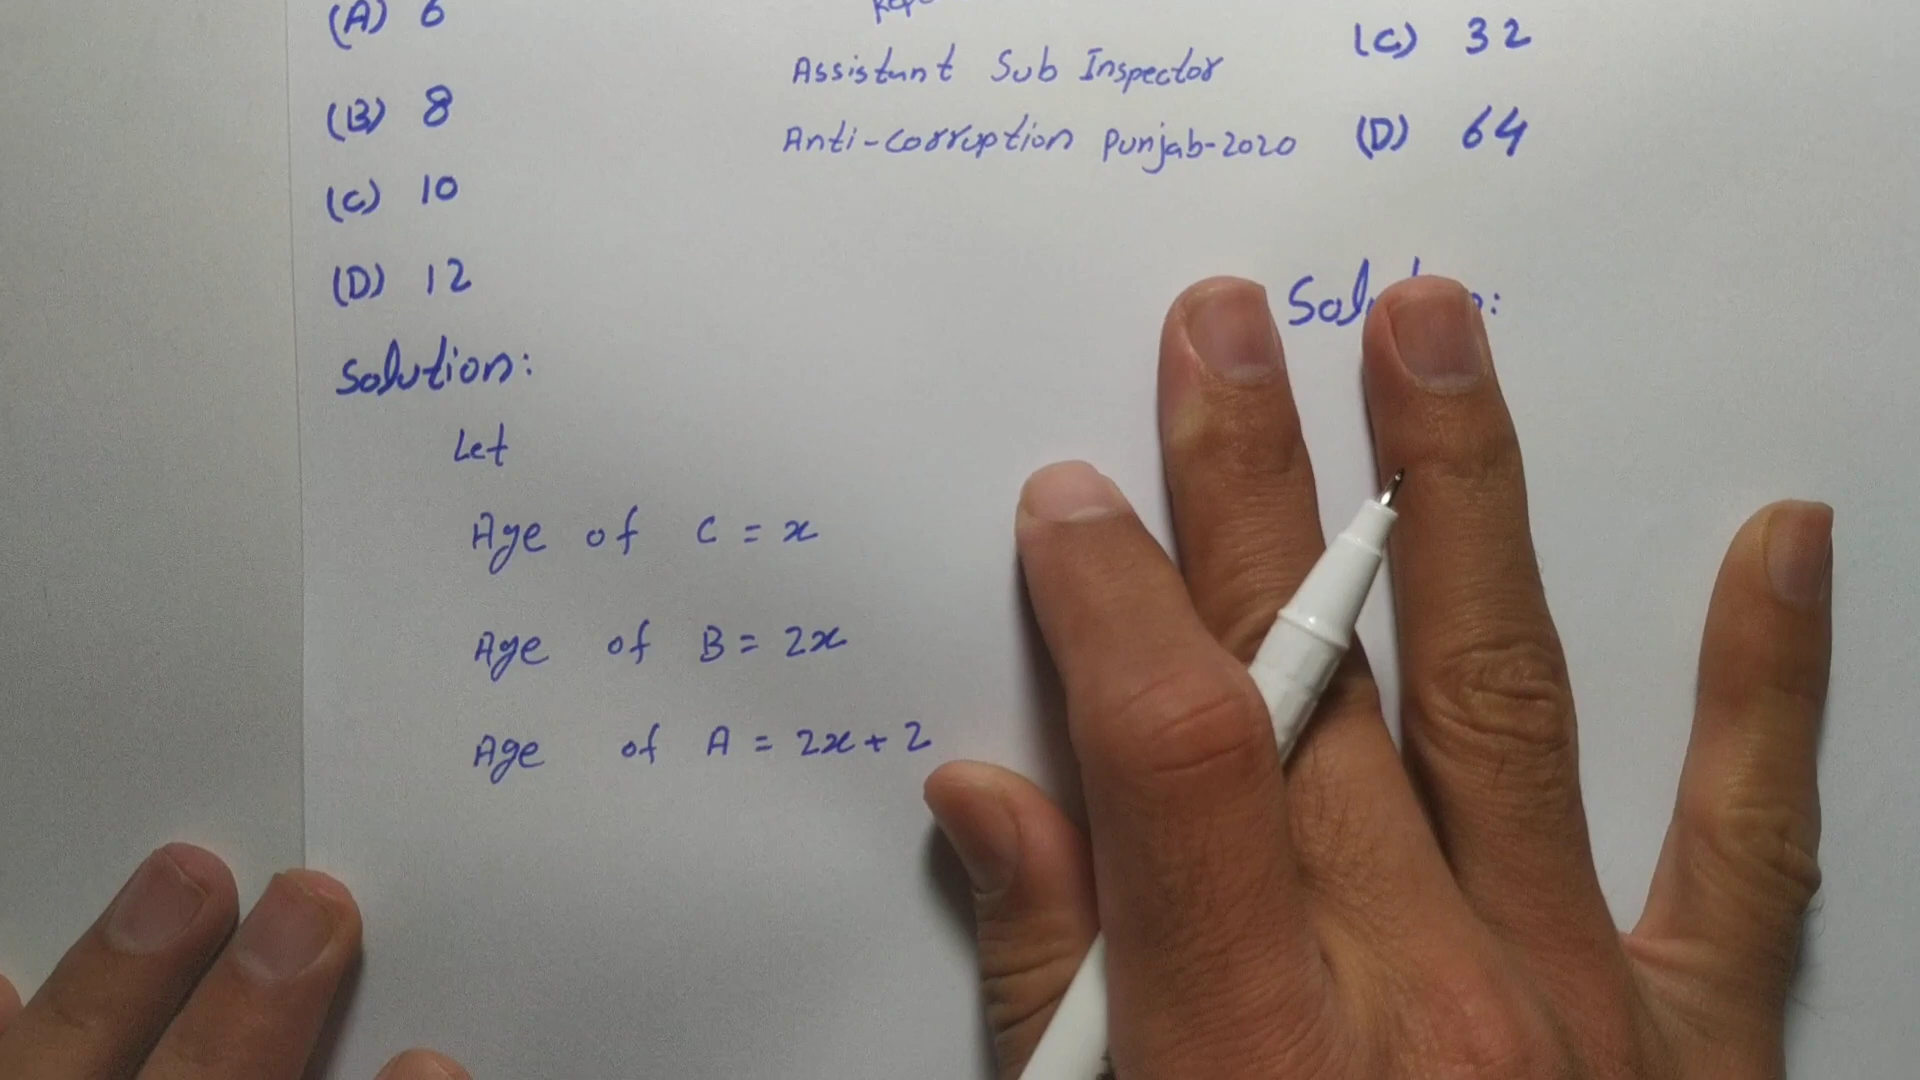 (A) 6
(B) 8
(C) 10
(D) 12
Assistant Sub Inspector
Anti-corruption Punjab-2020
(C) 32
(D) 64
Solution:
Let
Age of C = x
Age of B = 2x
Age of A = 2x + 2